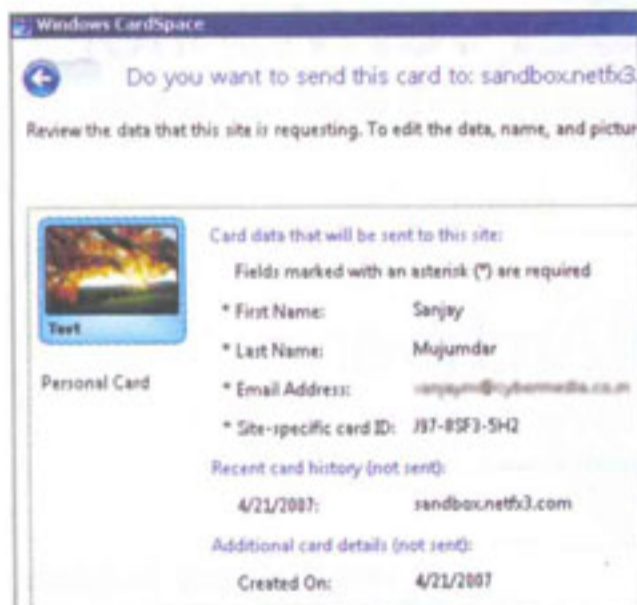 Windows CardSpace
Do you want to send this card to: sandbox.netfx3.
Review the data that this site is requesting. To edit the data, name, and pictur
Card data that will be sent to this site:
Fields marked with an asterisk (*) are required
* First Name: Sanjay
* Last Name: Mujumdar
* Email Address:
* Site-specific card ID: J97-8SF3-5H2
Test
Personal Card
Recent card history (not sent):
4/21/2007: sandbox.netfx3.com
Additional card details (not sent):
Created On: 4/21/2007